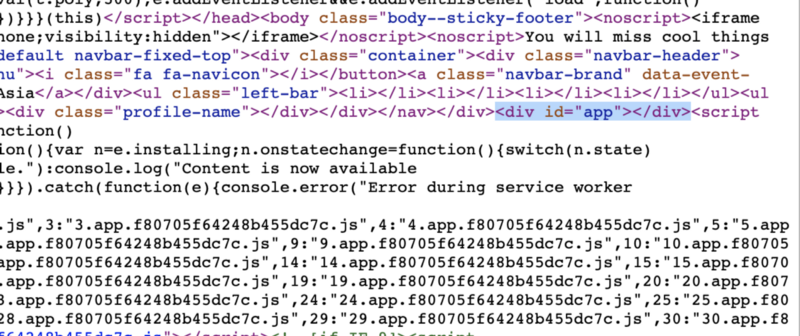 var(t.poly,500),e.addEventListener
)}}}}(this)</script></head><body class="body--sticky-footer"><noscript><iframe
none;visibility:hidden"></iframe></noscript><noscript>You will miss cool things
default navbar-fixed-top"><div class="container"><div class="navbar-header">
nu"><i class="fa fa-navicon"></i></button><a class="navbar-brand" data-event-
Asia</a></div><ul class="left-bar"><li></li><li></li><li></li><li></li></ul><ul
><div class="profile-name"></div></div></nav></div><div id="app"></div><script
nction()
ion(){var n=e.installing;n.onstatechange=function(){switch(n.state)
le."):console.log("Content is now available
}}}).catch(function(e){console.error("Error during service worker
.js",3:"3.app.f80705f64248b455dc7c.js",4:"4.app.f80705f64248b455dc7c.js",5:"5.app
.app.f80705f64248b455dc7c.js",9:"9.app.f80705f64248b455dc7c.js",10:"10.app.f80705
app.f80705f64248b455dc7c.js",14:"14.app.f80705f64248b455dc7c.js",15:"15.app.f8070
.app.f80705f64248b455dc7c.js",19:"19.app.f80705f64248b455dc7c.js",20:"20.app.f807
3.app.f80705f64248b455dc7c.js",24:"24.app.f80705f64248b455dc7c.js",25:"25.app.f80
28.app.f80705f64248b455dc7c.js",29:"29.app.f80705f64248b455dc7c.js",30:"30.app.f8